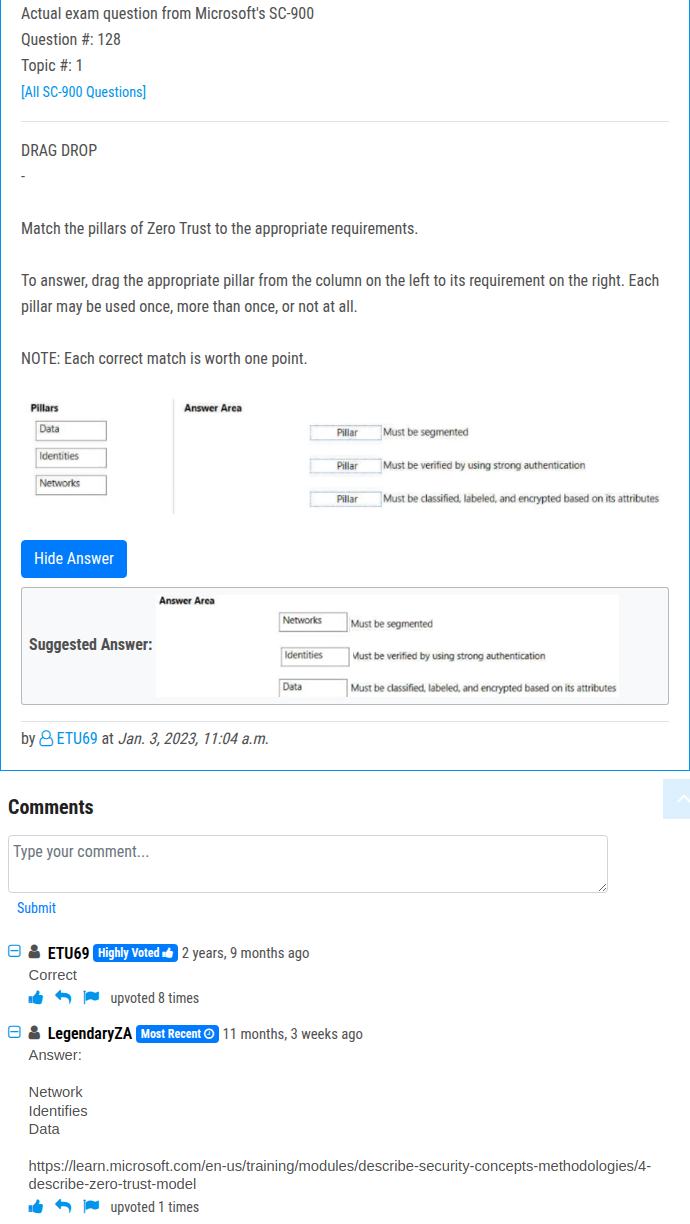 Actual exam question from Microsoft's SC-900
Question #: 128
Topic #: 1
[All SC-900 Questions]
DRAG DROP
-
Match the pillars of Zero Trust to the appropriate requirements.
To answer, drag the appropriate pillar from the column on the left to its requirement on the right. Each
pillar may be used once, more than once, or not at all.
NOTE: Each correct match is worth one point.
Pillars
Data
Identities
Networks
Answer Area
Pillar Must be segmented
Pillar Must be verified by using strong authentication
Pillar Must be classified, labeled, and encrypted based on its attributes
Hide Answer
Suggested Answer:
Answer Area
Networks Must be segmented
Identities Must be verified by using strong authentication
Data Must be classified, labeled, and encrypted based on its attributes
by ETU69 at Jan. 3, 2023, 11:04 a.m.
Comments
Type your comment...
Submit
ETU69 Highly Voted 2 years, 9 months ago
Correct
upvoted 8 times
LegendaryZA Most Recent 11 months, 3 weeks ago
Answer:
Network
Identifies
Data
https://learn.microsoft.com/en-us/training/modules/describe-security-concepts-methodologies/4-
describe-zero-trust-model
upvoted 1 times